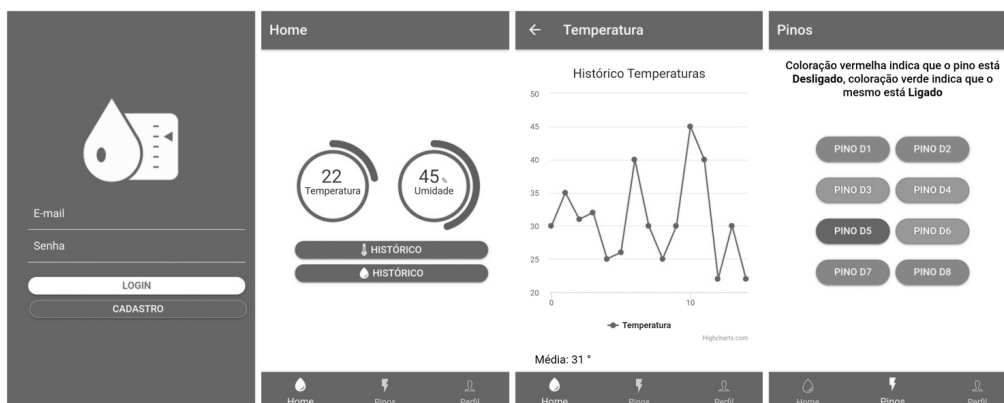 E-mail
Senha
LOGIN
CADASTRO
Home
22
Temperatura
45 %
Umidade
HISTÓRICO
HISTÓRICO
Home
Pinos
Perfil
Temperatura
Histórico Temperaturas
50
45
40
35
30
25
20
0
10
Temperatura
Highcharts.com
Média: 31 °
Home
Pinos
Perfil
Pinos
Coloração vermelha indica que o pino está
Desligado, coloração verde indica que o
mesmo está Ligado
PINO D1
PINO D2
PINO D3
PINO D4
PINO D5
PINO D6
PINO D7
PINO D8
Home
Pinos
Perfil